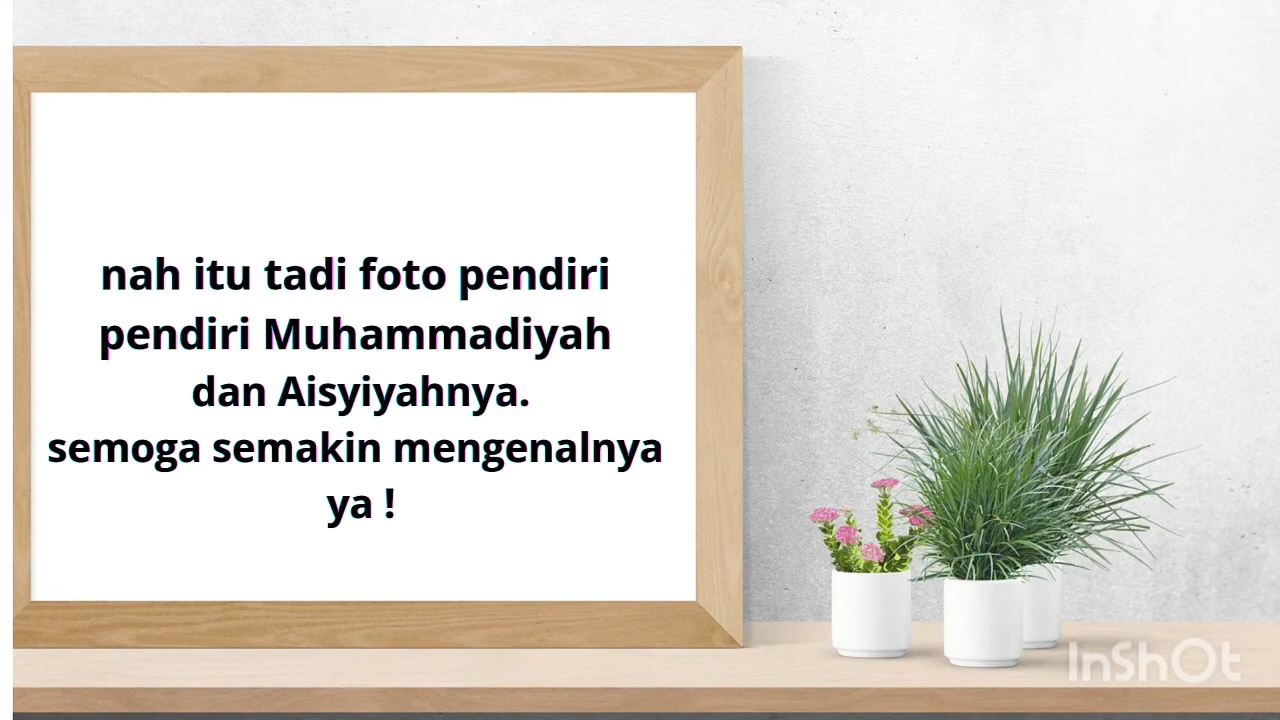 nah itu tadi foto pendiri
pendiri Muhammadiyah
dan Aisyiyahnya.
semoga semakin mengenalnya
ya !
InShOt